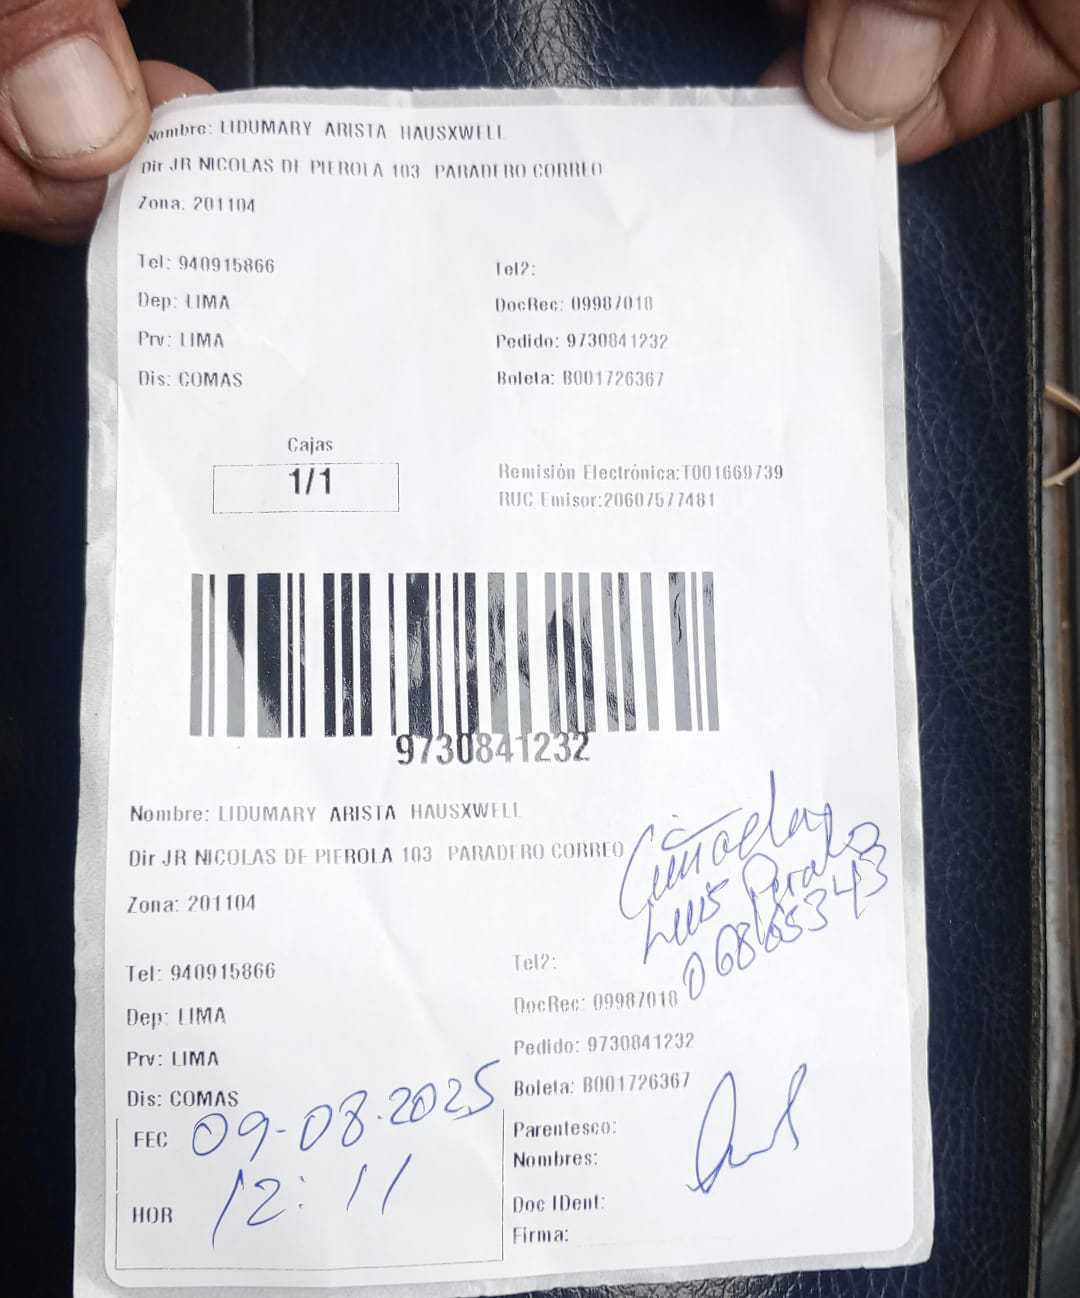 Nombre: LIDUMARY ARISTA HAUSXWELL
Dir JR NICOLAS DE PIEROLA 103 PARADERO CORREO
Zona: 201104
Tel: 940915866 Tel2:
Dep: LIMA DocRec: 09987018
Prv: LIMA Pedido: 9730841232
Dis: COMAS Boleta: B001726367
Cajas
1/1
Remisión Electrónica:T001669739
RUC Emisor:20607577481
9730841232
Nombre: LIDUMARY ARISTA HAUSXWELL
Dir JR NICOLAS DE PIEROLA 103 PARADERO CORREO
Zona: 201104
Cuñada
Luis
Tel: 940915866 Tel2:
Dep: LIMA DocRec: 09987018
Prv: LIMA Pedido: 9730841232
Dis: COMAS Boleta: B001726367
FEC 09-08-2025
HOR 12:11
Parentesco:
Nombres:
Doc IDent:
Firma: